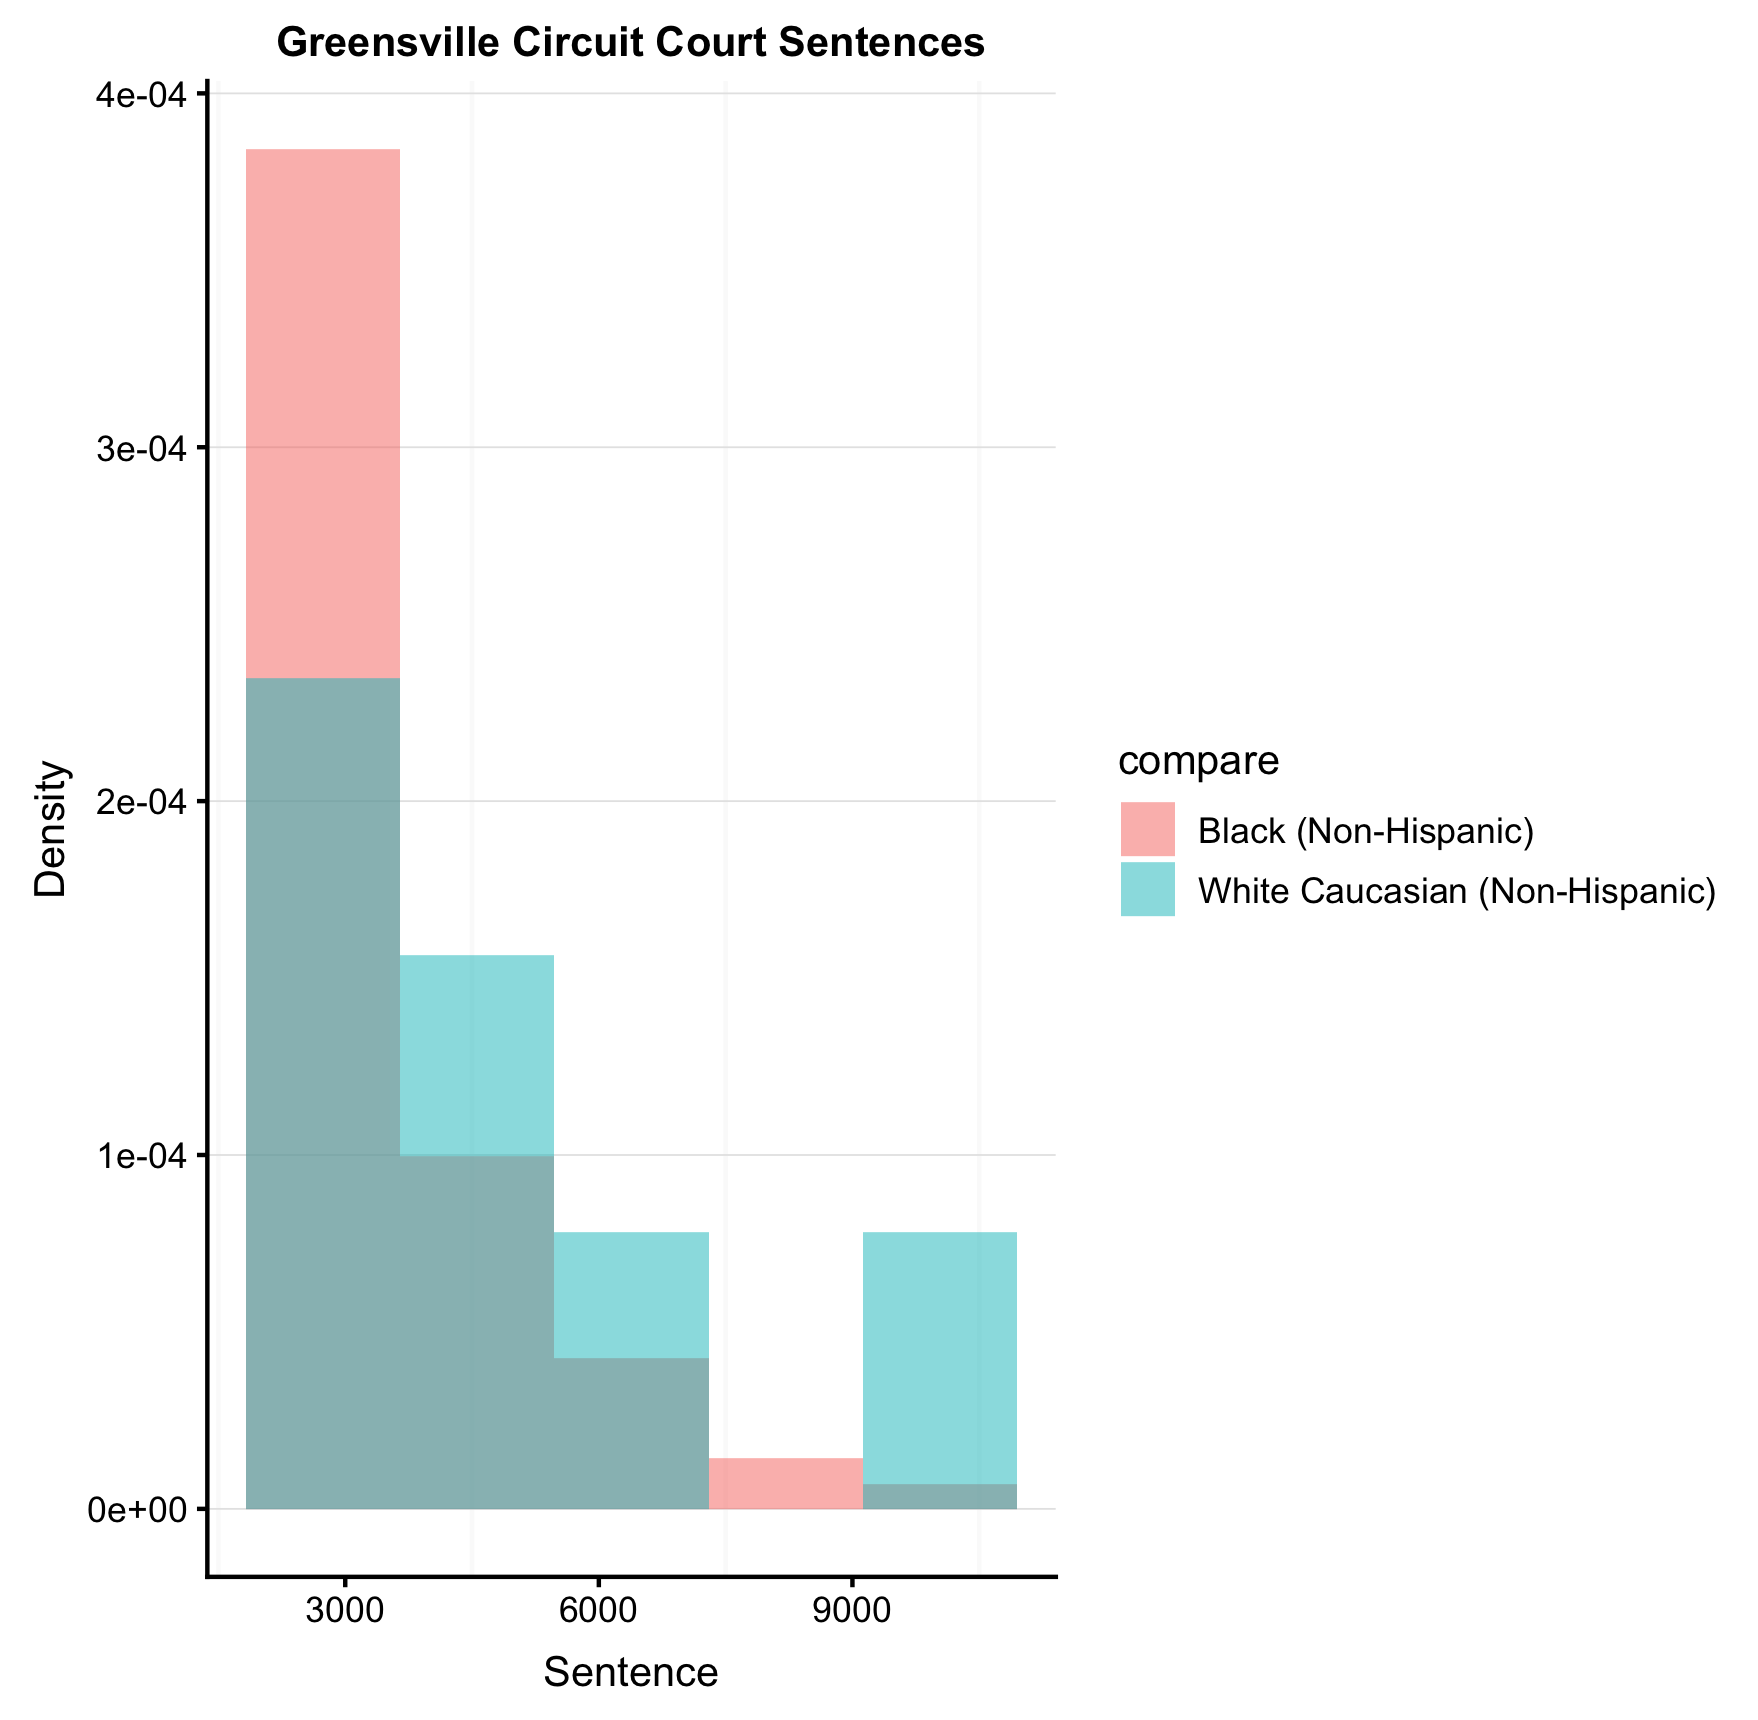 Greensville Circuit Court Sentences
4e-04
3e-04
2e-04
1e-04
0e+00
Density
3000 6000 9000
Sentence
compare
Black (Non-Hispanic)
White Caucasian (Non-Hispanic)